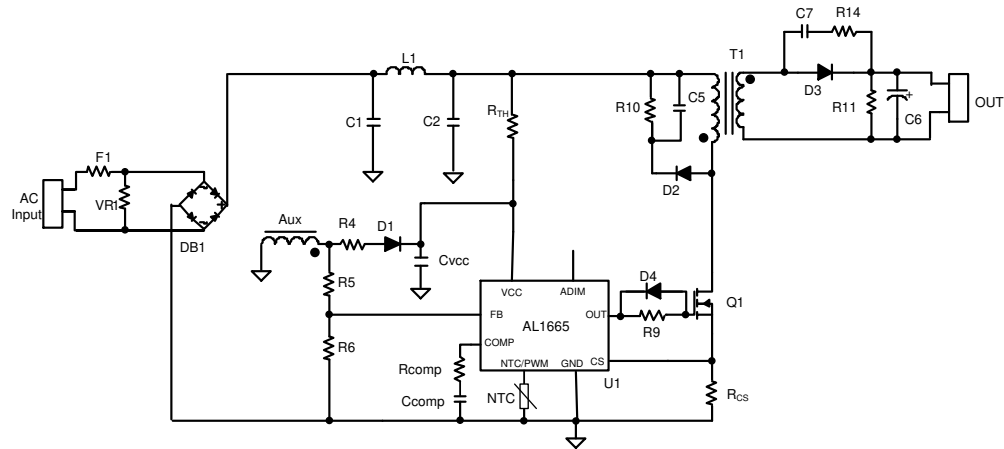 C7
R14
L1
T1
D3
R11
C6
OUT
R10
C5
C1
C2
RTH
F1
AC
Input
VR1
D2
DB1
Aux
R4
D1
Cvcc
R5
D4
Q1
VCC
ADIM
FB
AL1665
OUT
R9
R6
COMP
CS
Rcomp
NTC/PWM
GND
U1
Ccomp
NTC
RCS